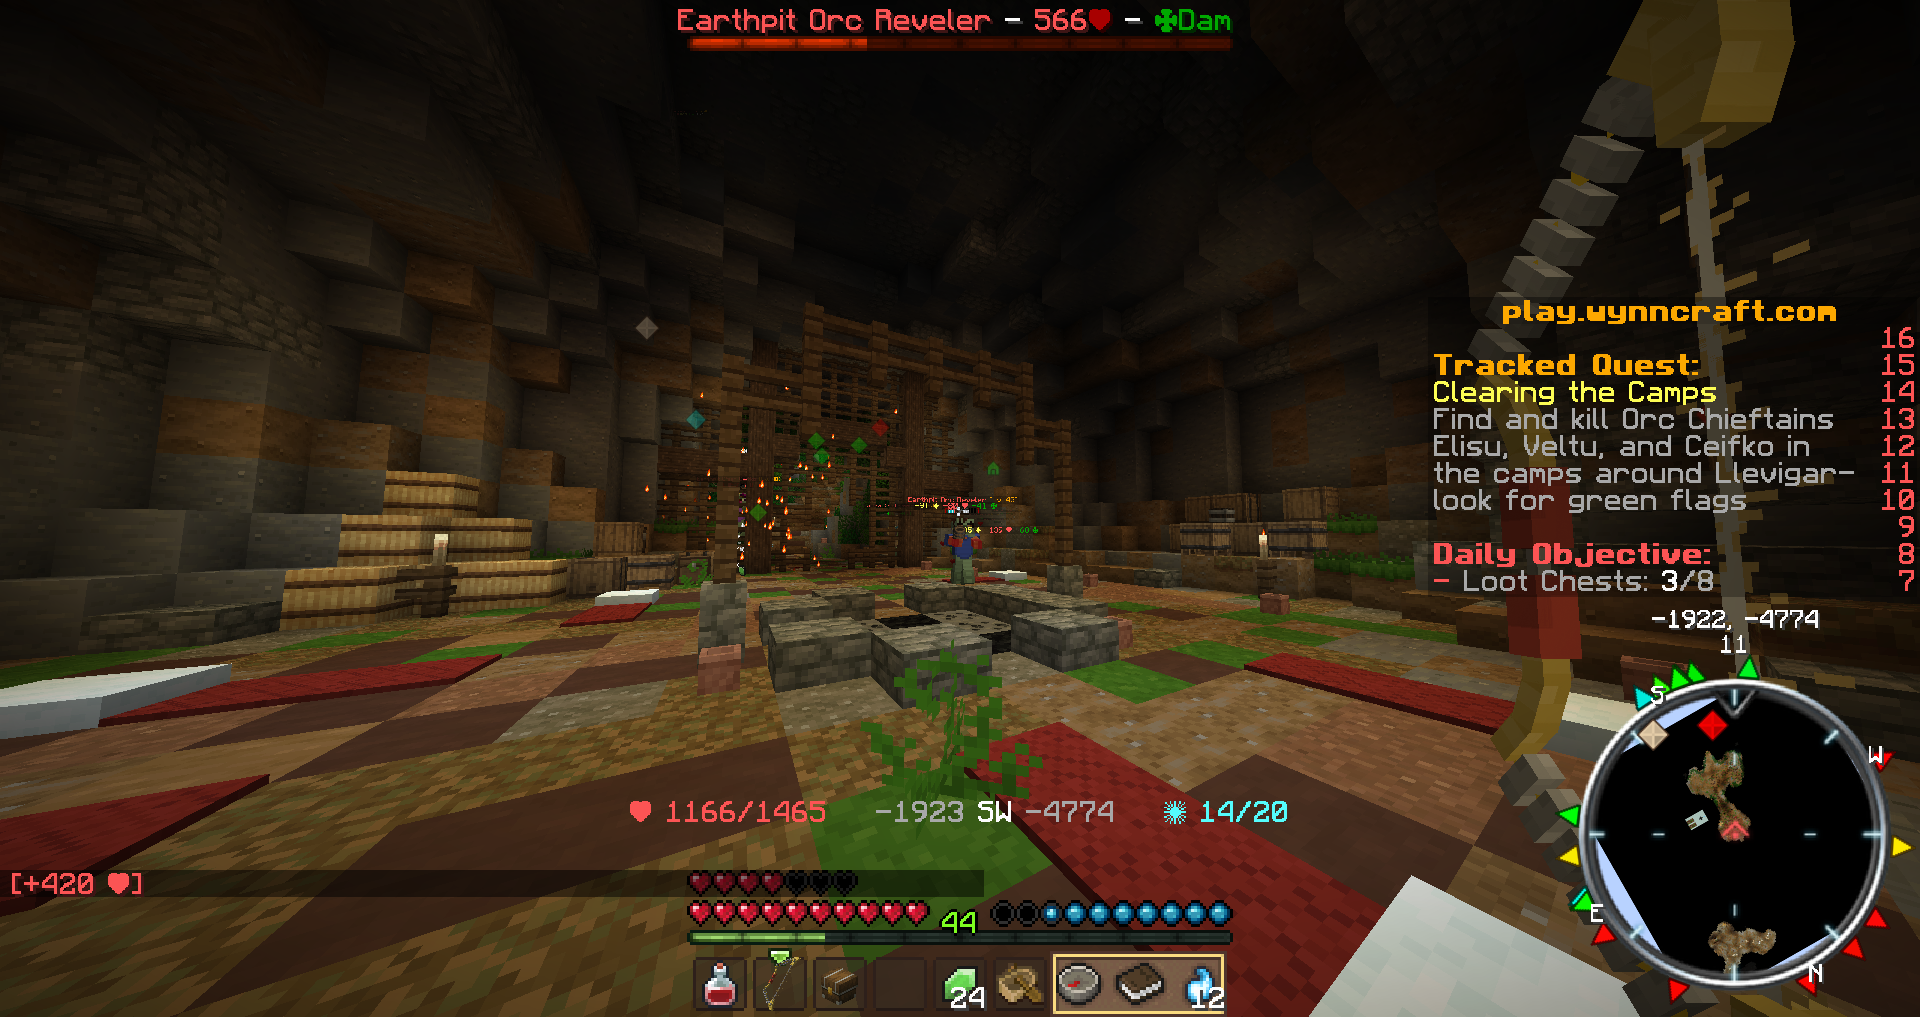 Earthpit Orc Reveler - 566❤ - ✤Dam
play.wynncraft.com
16
Tracked Quest: 15
Clearing the Camps 14
Find and kill Orc Chieftains 13
Elisu, Veltu, and Ceifko in 12
the camps around Llevigar- 11
look for green flags 10
9
Daily Objective: 8
- Loot Chests: 3/8 7
-1922, -4774
11
S
W
E
N
Earthpit Orc Reveler
❤ 1166/1465 -1923 SW -4774 14/20
[+420 ❤]
44
24
12